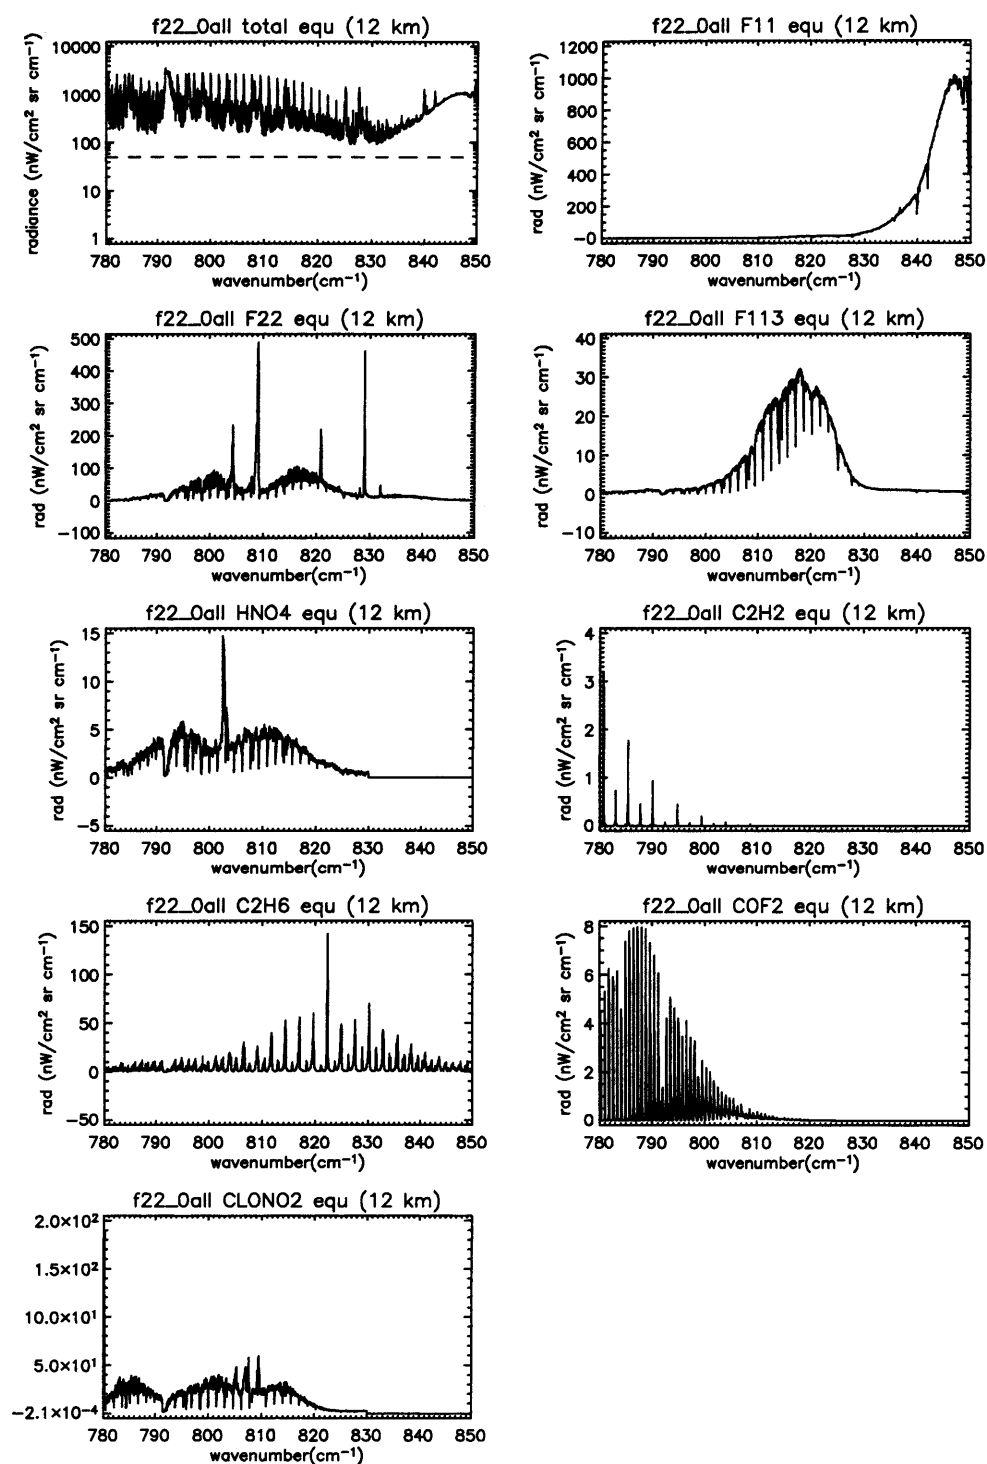 f22_0all total equ (12 km)
radiance (nW/cm² sr cm⁻¹)
10000
1000
100
10
1
780 790 800 810 820 830 840 850
wavenumber(cm⁻¹)
f22_0all F11 equ (12 km)
rad (nW/cm² sr cm⁻¹)
1200
1000
800
600
400
200
-0
780 790 800 810 820 830 840 850
wavenumber(cm⁻¹)
f22_0all F22 equ (12 km)
rad (nW/cm² sr cm⁻¹)
500
400
300
200
100
0
-100
780 790 800 810 820 830 840 850
wavenumber(cm⁻¹)
f22_0all F113 equ (12 km)
rad (nW/cm² sr cm⁻¹)
40
30
20
10
0
-10
780 790 800 810 820 830 840 850
wavenumber(cm⁻¹)
f22_0all HNO4 equ (12 km)
rad (nW/cm² sr cm⁻¹)
15
10
5
0
-5
780 790 800 810 820 830 840 850
wavenumber(cm⁻¹)
f22_0all C2H2 equ (12 km)
rad (nW/cm² sr cm⁻¹)
4
3
2
1
0
780 790 800 810 820 830 840 850
wavenumber(cm⁻¹)
f22_0all C2H6 equ (12 km)
rad (nW/cm² sr cm⁻¹)
150
100
50
0
-50
780 790 800 810 820 830 840 850
wavenumber(cm⁻¹)
f22_0all COF2 equ (12 km)
rad (nW/cm² sr cm⁻¹)
8
6
4
2
0
780 790 800 810 820 830 840 850
wavenumber(cm⁻¹)
f22_0all CLONO2 equ (12 km)
rad (nW/cm² sr cm⁻¹)
2.0×10²
1.5×10²
10.0×10¹
5.0×10¹
-2.1×10⁻⁴
780 790 800 810 820 830 840 850
wavenumber(cm⁻¹)